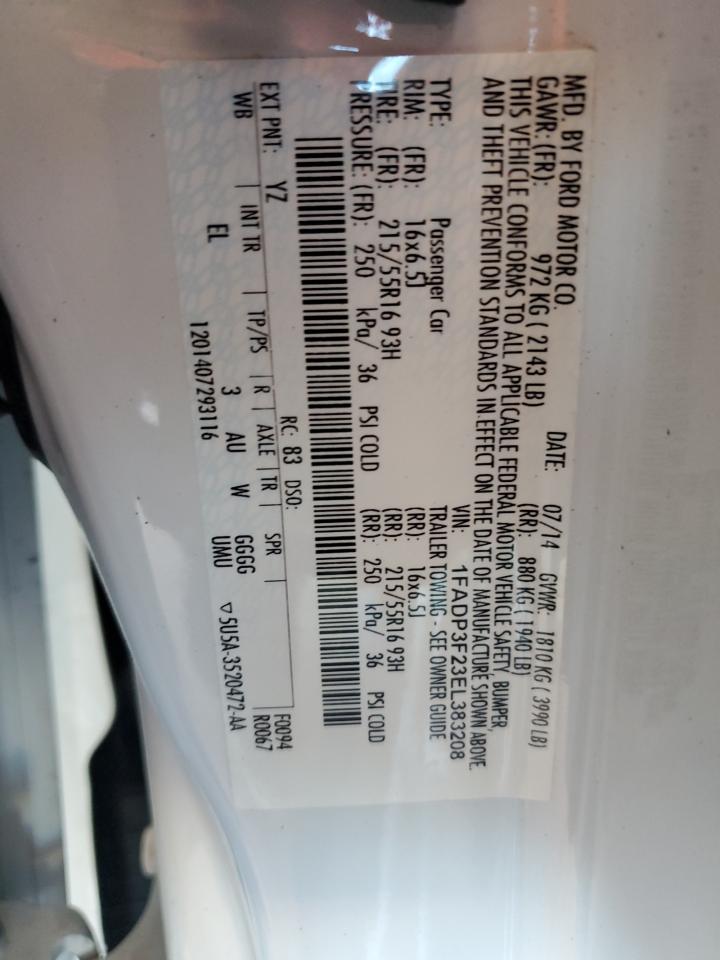 MFD. BY FORD MOTOR CO.
DATE: 07/14 GVWR: 1810 KG ( 3990 LB)
GAWR: (FR): 972 KG ( 2143 LB) (RR): 880 KG ( 1940 LB)
THIS VEHICLE CONFORMS TO ALL APPLICABLE FEDERAL MOTOR VEHICLE SAFETY, BUMPER,
AND THEFT PREVENTION STANDARDS IN EFFECT ON THE DATE OF MANUFACTURE SHOWN ABOVE.
VIN: 1FADP3F23EL383208
TYPE: Passenger Car TRAILER TOWING - SEE OWNER GUIDE
RIM: (FR): 16x6.5J (RR): 16x6.5J
TIRE: (FR): 215/55R16 93H (RR): 215/55R16 93H
PRESSURE: (FR): 250 kPa/ 36 PSI COLD (RR): 250 kPa/ 36 PSI COLD
EXT PNT: YZ RC: 83 DSO: F0094
WB INT TR TP/PS R AXLE TR SPR R0067
EL 3 AU W GGGG
UMU ▽5U5A-3520472-AA
1201407293116